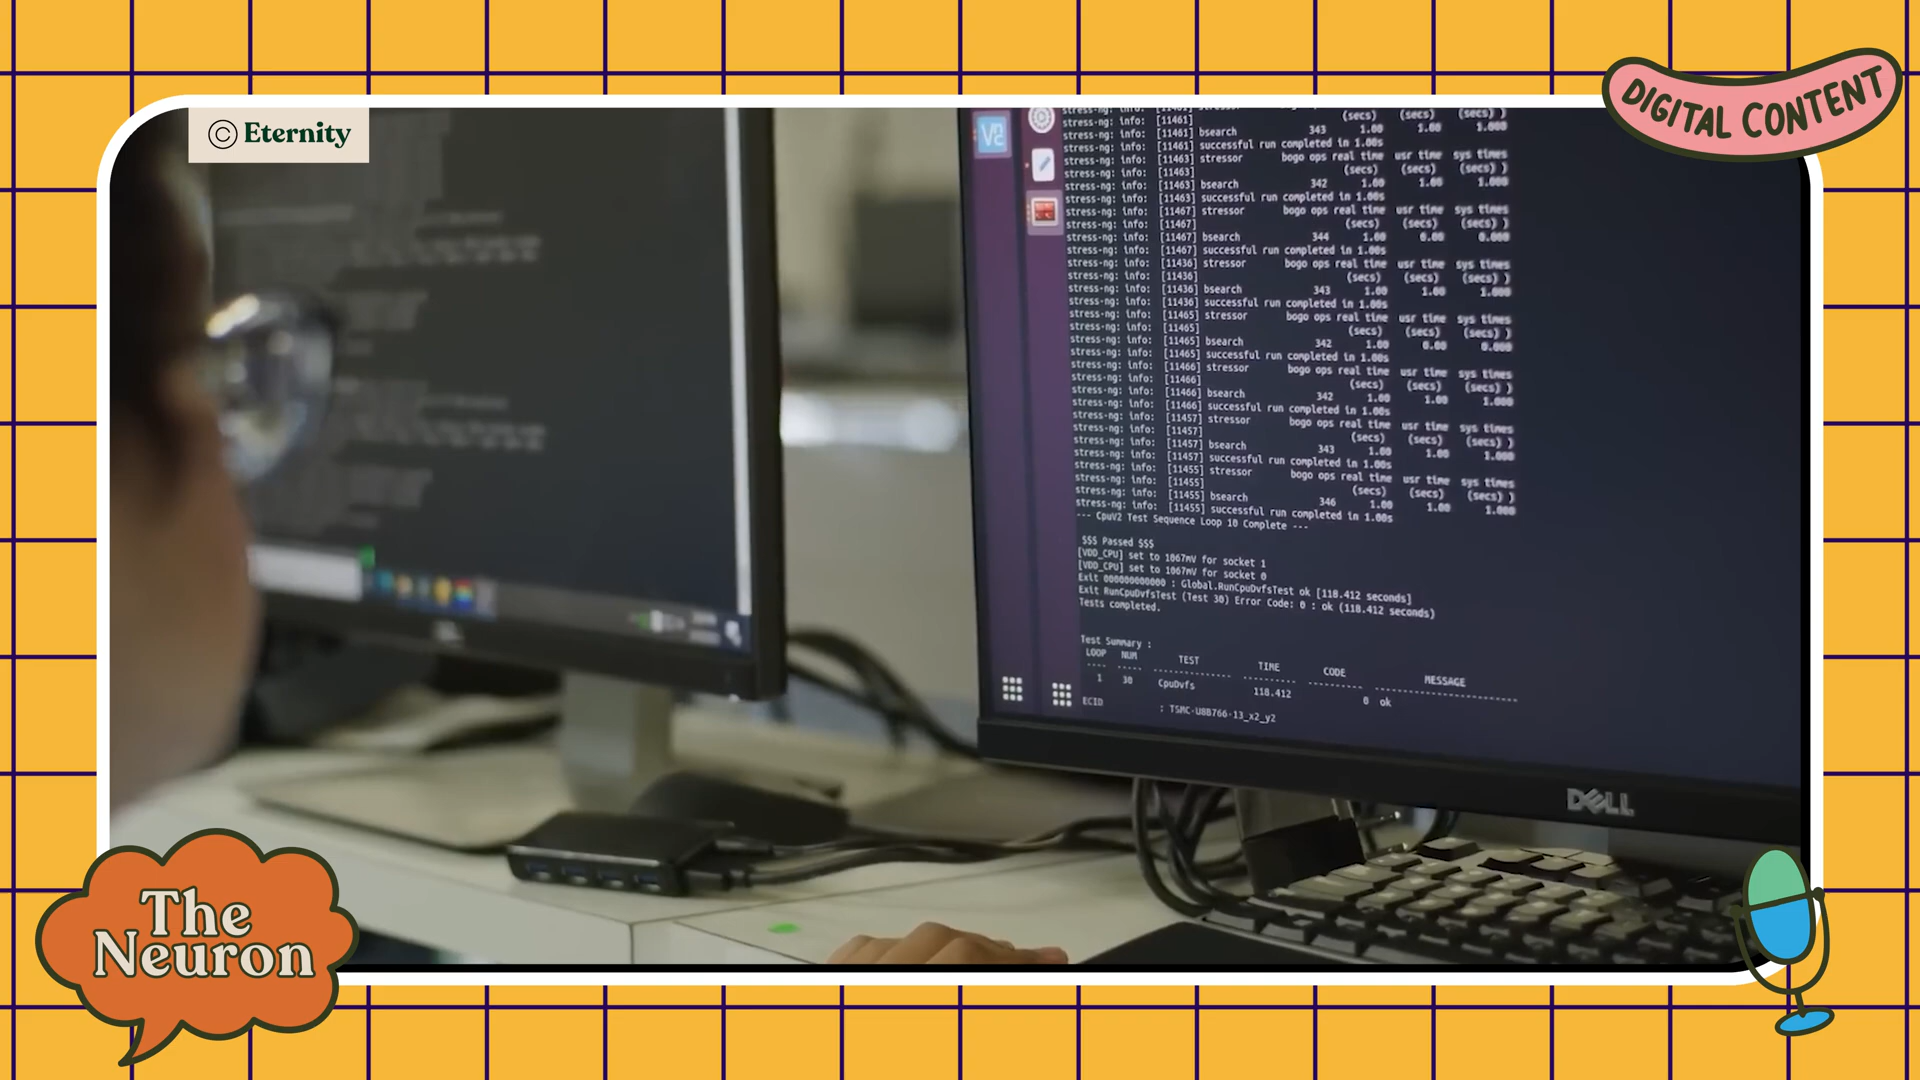 © Eternity
DIGITAL CONTENT
stress-ng: info: [11461]
(secs) (secs) (secs) )
stress-ng: info: [11461] bsearch 343 1.00 1.00 1.000
stress-ng: info: [11461] successful run completed in 1.00s
stress-ng: info: [11463] stressor bogo ops real time usr time sys times
stress-ng: info: [11463] (secs) (secs) (secs) )
stress-ng: info: [11463] bsearch 342 1.00 1.00 1.000
stress-ng: info: [11463] successful run completed in 1.00s
stress-ng: info: [11467] stressor bogo ops real time usr time sys times
stress-ng: info: [11467] (secs) (secs) (secs) )
stress-ng: info: [11467] bsearch 344 1.00 0.00 0.000
stress-ng: info: [11467] successful run completed in 1.00s
stress-ng: info: [11436] stressor bogo ops real time usr time sys times
stress-ng: info: [11436] (secs) (secs) (secs) )
stress-ng: info: [11436] bsearch 343 1.00 1.00 1.000
stress-ng: info: [11436] successful run completed in 1.00s
stress-ng: info: [11465] stressor bogo ops real time usr time sys times
stress-ng: info: [11465] (secs) (secs) (secs) )
stress-ng: info: [11465] bsearch 342 1.00 0.00 0.000
stress-ng: info: [11465] successful run completed in 1.00s
stress-ng: info: [11466] stressor bogo ops real time usr time sys times
stress-ng: info: [11466] (secs) (secs) (secs) )
stress-ng: info: [11466] bsearch 342 1.00 1.00 1.000
stress-ng: info: [11466] successful run completed in 1.00s
stress-ng: info: [11457] stressor bogo ops real time usr time sys times
stress-ng: info: [11457] (secs) (secs) (secs) )
stress-ng: info: [11457] bsearch 343 1.00 1.00 1.000
stress-ng: info: [11457] successful run completed in 1.00s
stress-ng: info: [11455] stressor bogo ops real time usr time sys times
stress-ng: info: [11455] (secs) (secs) (secs) )
stress-ng: info: [11455] bsearch 346 1.00 1.00 1.000
stress-ng: info: [11455] successful run completed in 1.00s
--- CpuV2 Test Sequence Loop 10 Complete ---
$$$ Passed $$$
[VDD_CPU] set to 1067mV for socket 1
[VDD_CPU] set to 1067mV for socket 0
Exit 000000000000 : Global.RunCpuDvfsTest ok [118.412 seconds]
Exit RunCpuDvfsTest (Test 30) Error Code: 0 : ok (118.412 seconds)
Tests completed.
Test Summary :
LOOP NUM TEST TIME CODE MESSAGE
1 30 CpuDvfs 118.412 0 ok
ECID : TSMC-U8B766-13_x2_y2
DELL
The
Neuron